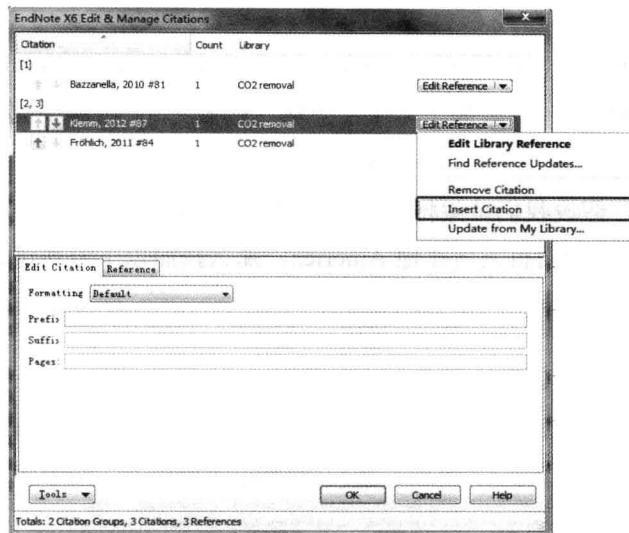 EndNote X6 Edit & Manage Citations
Citation Count Library
[1]
Bazzanella, 2010 #81 1 CO2 removal Edit Reference
[2, 3]
Klemm, 2012 #87 1 CO2 removal Edit Reference
Fröhlich, 2011 #84 1 CO2 removal
Edit Library Reference
Find Reference Updates...
Remove Citation
Insert Citation
Update from My Library...
Edit Citation Reference
Formatting Default
Prefix
Suffix
Pages:
Tools OK Cancel Help
Totals: 2 Citation Groups, 3 Citations, 3 References